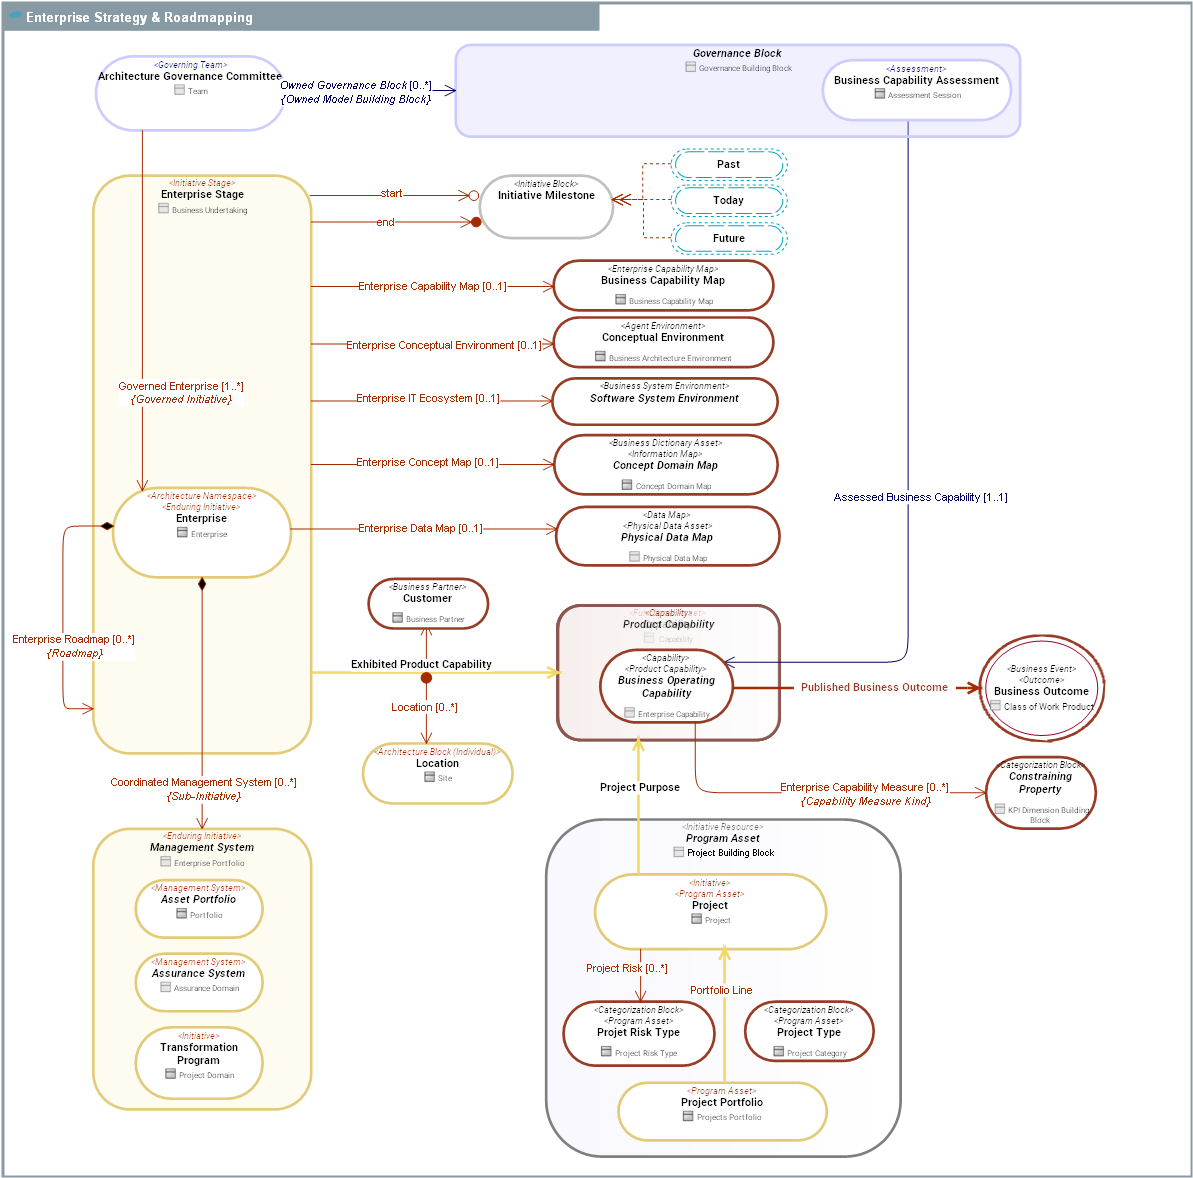 Enterprise Strategy & Roadmapping
<Governing Team>
Architecture Governance Committee
Team
Owned Governance Block [0..*]
{Owned Model Building Block}
Governance Block
Governance Building Block
<Assessment>
Business Capability Assessment
Assessment Session
<Initiative Stage>
Enterprise Stage
Business Undertaking
start
end
<Initiative Block>
Initiative Milestone
Past
Today
Future
Enterprise Capability Map [0..1]
<Enterprise Capability Map>
Business Capability Map
Business Capability Map
Enterprise Conceptual Environment [0..1]
<Agent Environment>
Conceptual Environment
Business Architecture Environment
Governed Enterprise [1..*]
{Governed Initiative}
Enterprise IT Ecosystem [0..1]
<Business System Environment>
Software System Environment
Enterprise Concept Map [0..1]
<Business Dictionary Asset>
<Information Map>
Concept Domain Map
Concept Domain Map
Assessed Business Capability [1..1]
<Architecture Namespace>
<Enduring Initiative>
Enterprise
Enterprise
Enterprise Data Map [0..1]
<Data Map>
<Physical Data Asset>
Physical Data Map
Physical Data Map
<Business Partner>
Customer
Business Partner
Enterprise Roadmap [0..*]
{Roadmap}
Exhibited Product Capability
Location [0..*]
<Architecture Block (Individual)>
Location
Site
<Capability>
Product Capability
Capability
<Capability>
<Product Capability>
Business Operating
Capability
Enterprise Capability
Published Business Outcome
<Business Event>
<Outcome>
Business Outcome
Class of Work Product
Coordinated Management System [0..*]
{Sub-Initiative}
Project Purpose
Enterprise Capability Measure [0..*]
{Capability Measure Kind}
<Categorization Block>
Constraining
Property
KPI Dimension Building
Block
<Enduring Initiative>
Management System
Enterprise Portfolio
<Management System>
Asset Portfolio
Portfolio
<Management System>
Assurance System
Assurance Domain
<Initiative>
Transformation
Program
Project Domain
<Initiative Resource>
Program Asset
Project Building Block
<Initiative>
<Program Asset>
Project
Project
Project Risk [0..*]
Portfolio Line
<Categorization Block>
<Program Asset>
Projet Risk Type
Project Risk Type
<Categorization Block>
<Program Asset>
Project Type
Project Category
<Program Asset>
Project Portfolio
Projects Portfolio